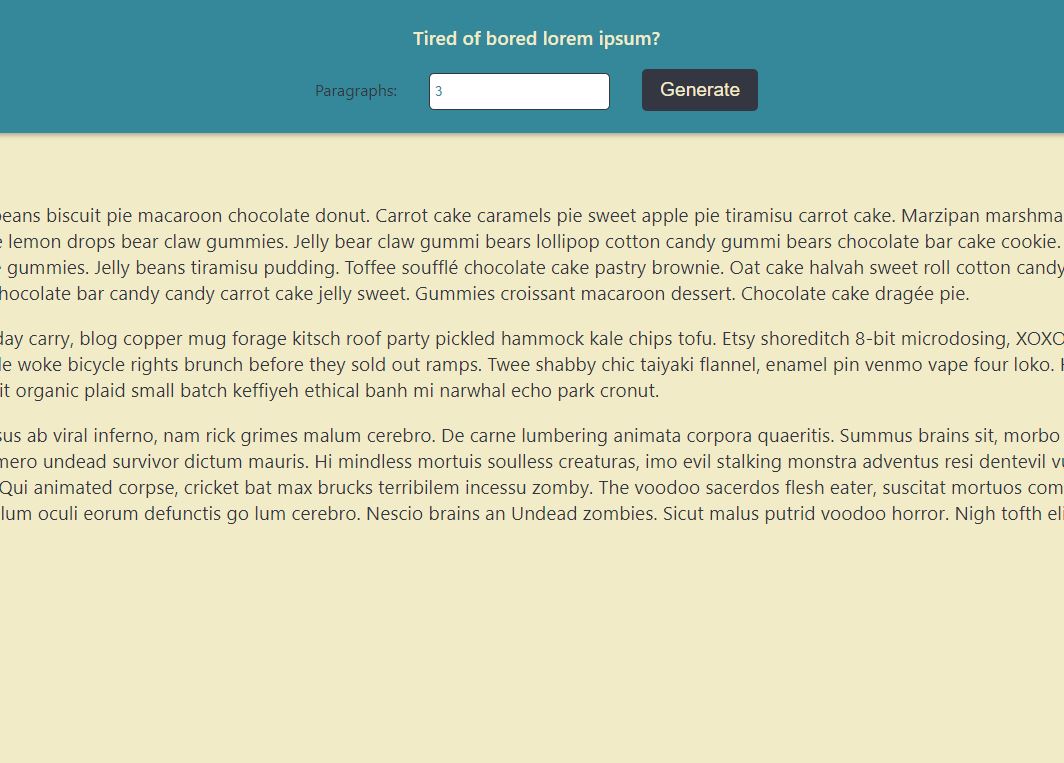 Tired of bored lorem ipsum?
Paragraphs:
3
Generate
beans biscuit pie macaroon chocolate donut. Carrot cake caramels pie sweet apple pie tiramisu carrot cake. Marzipan marshma
lemon drops bear claw gummies. Jelly bear claw gummi bears lollipop cotton candy gummi bears chocolate bar cake cookie.
gummies. Jelly beans tiramisu pudding. Toffee soufflé chocolate cake pastry brownie. Oat cake halvah sweet roll cotton candy
hocolate bar candy candy carrot cake jelly sweet. Gummies croissant macaroon dessert. Chocolate cake dragée pie.
day carry, blog copper mug forage kitsch roof party pickled hammock kale chips tofu. Etsy shoreditch 8-bit microdosing, XOXO
le woke bicycle rights brunch before they sold out ramps. Twee shabby chic taiyaki flannel, enamel pin venmo vape four loko.
it organic plaid small batch keffiyeh ethical banh mi narwhal echo park cronut.
sus ab viral inferno, nam rick grimes malum cerebro. De carne lumbering animata corpora quaeritis. Summus brains sit, morbo
mero undead survivor dictum mauris. Hi mindless mortuis soulless creaturas, imo evil stalking monstra adventus resi dentevil vu
Qui animated corpse, cricket bat max brucks terribilem incessu zomby. The voodoo sacerdos flesh eater, suscitat mortuos com
lum oculi eorum defunctis go lum cerebro. Nescio brains an Undead zombies. Sicut malus putrid voodoo horror. Nigh tofth eli